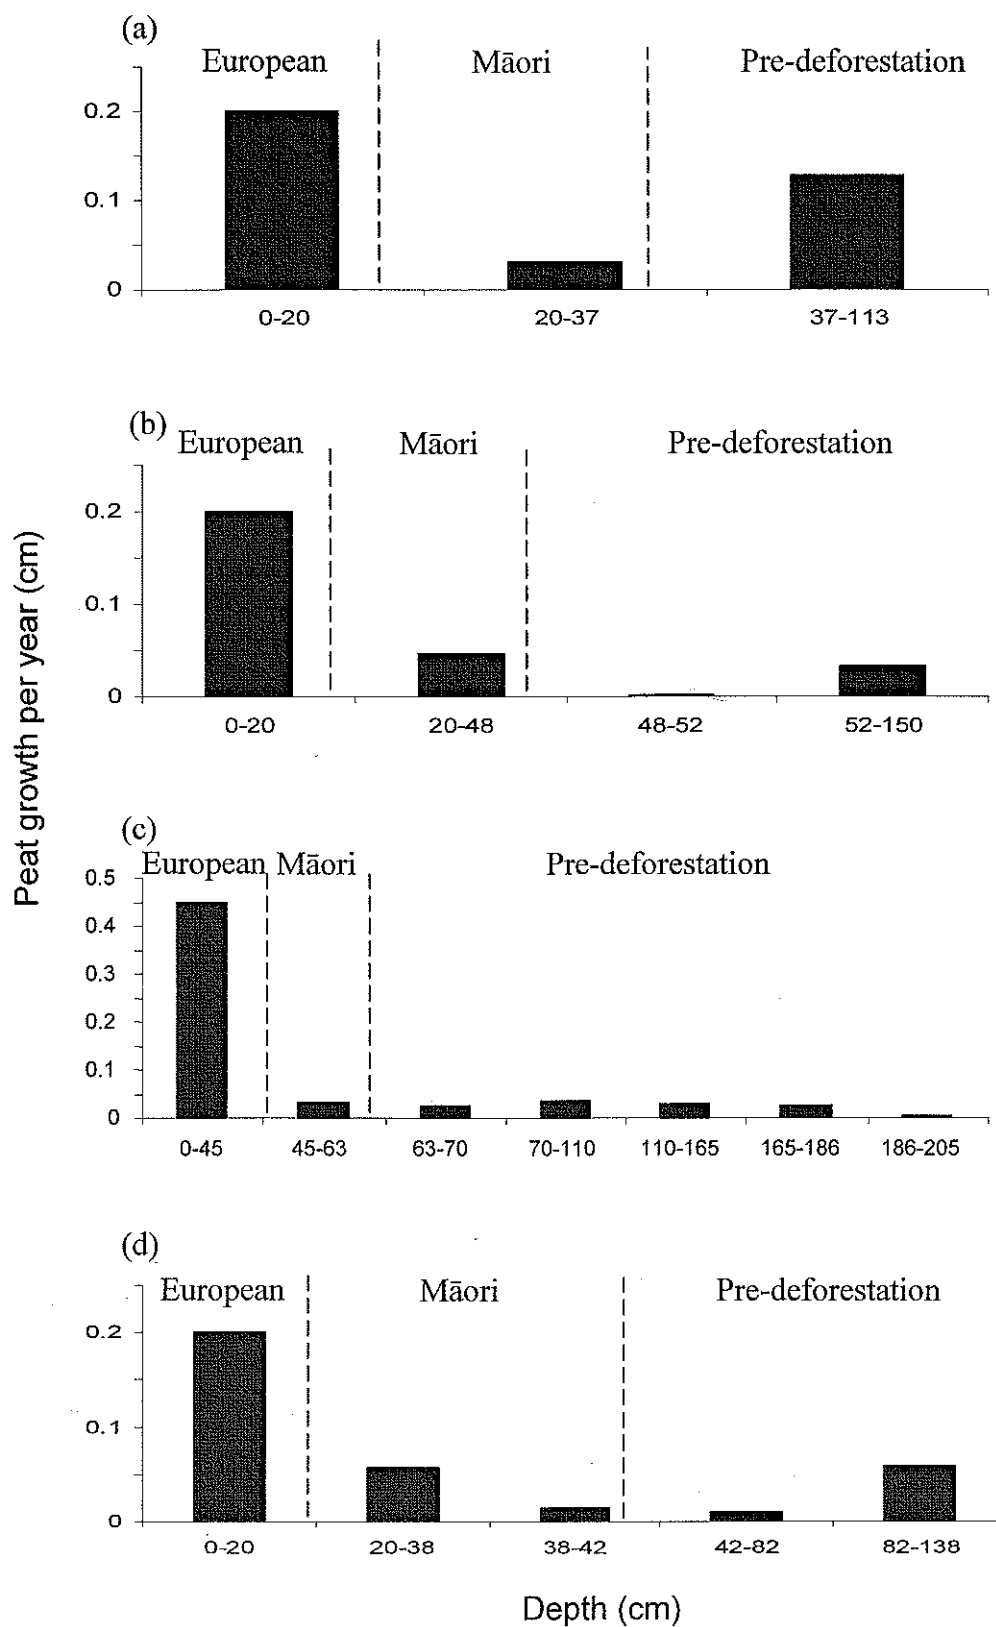 (a)
European Māori Pre-deforestation
0.2
0.1
0
0-20 20-37 37-113
(b)
European Māori Pre-deforestation
0.2
0.1
0
0-20 20-48 48-52 52-150
(c)
European Māori Pre-deforestation
0.5
0.4
0.3
0.2
0.1
0
0-45 45-63 63-70 70-110 110-165 165-186 186-205
(d)
European Māori Pre-deforestation
0.2
0.1
0
0-20 20-38 38-42 42-82 82-138
Peat growth per year (cm)
Depth (cm)